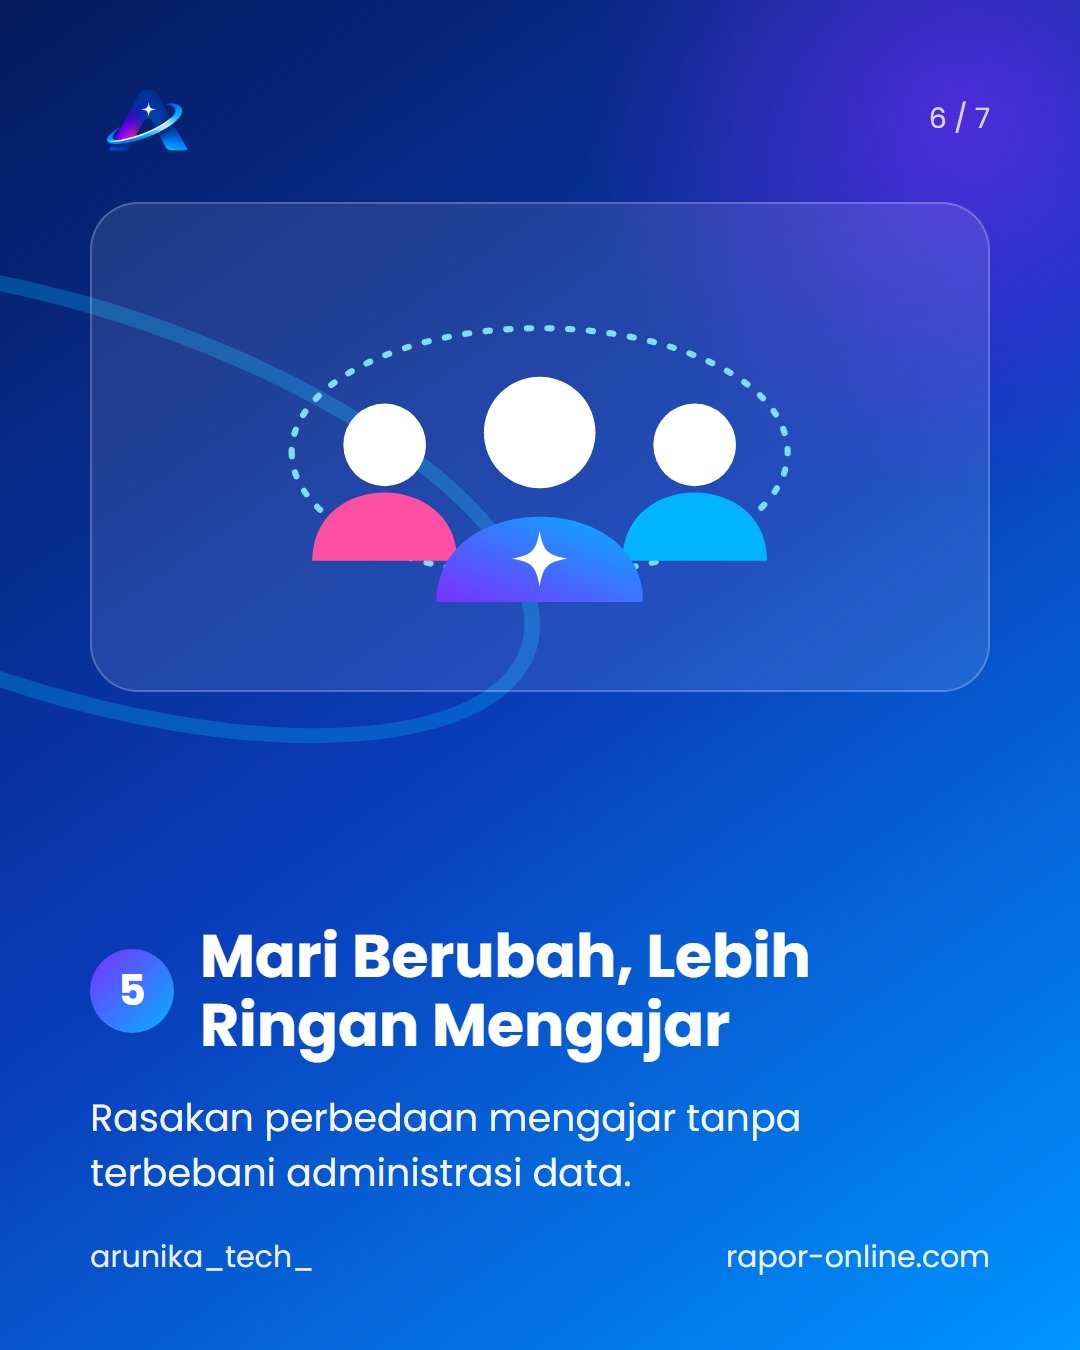 6 / 7
5
Mari Berubah, Lebih
Ringan Mengajar
Rasakan perbedaan mengajar tanpa
terbebani administrasi data.
arunika_tech_
rapor-online.com